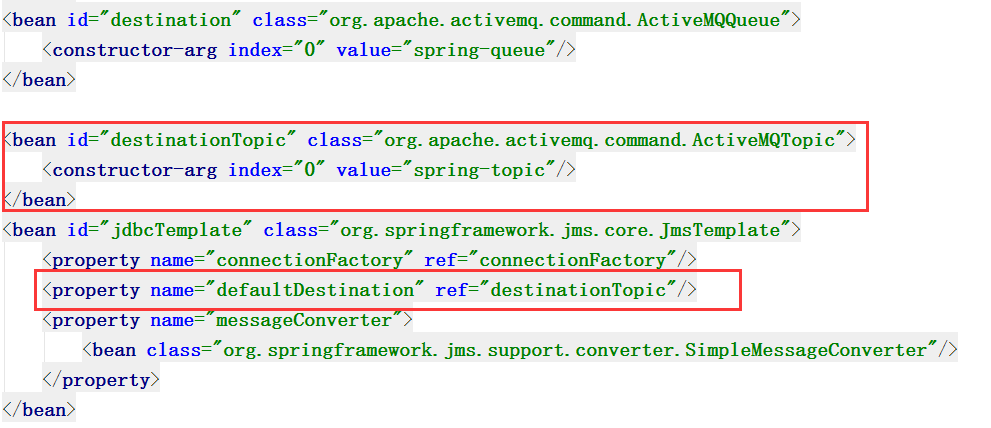 <bean id="destination" class="org.apache.activemq.command.ActiveMQQueue">
<constructor-arg index="0" value="spring-queue"/>
</bean>
<bean id="destinationTopic" class="org.apache.activemq.command.ActiveMQTopic">
<constructor-arg index="0" value="spring-topic"/>
</bean>
<bean id="jdbcTemplate" class="org.springframework.jms.core.JmsTemplate">
<property name="connectionFactory" ref="connectionFactory"/>
<property name="defaultDestination" ref="destinationTopic"/>
<property name="messageConverter">
<bean class="org.springframework.jms.support.converter.SimpleMessageConverter"/>
</property>
</bean>